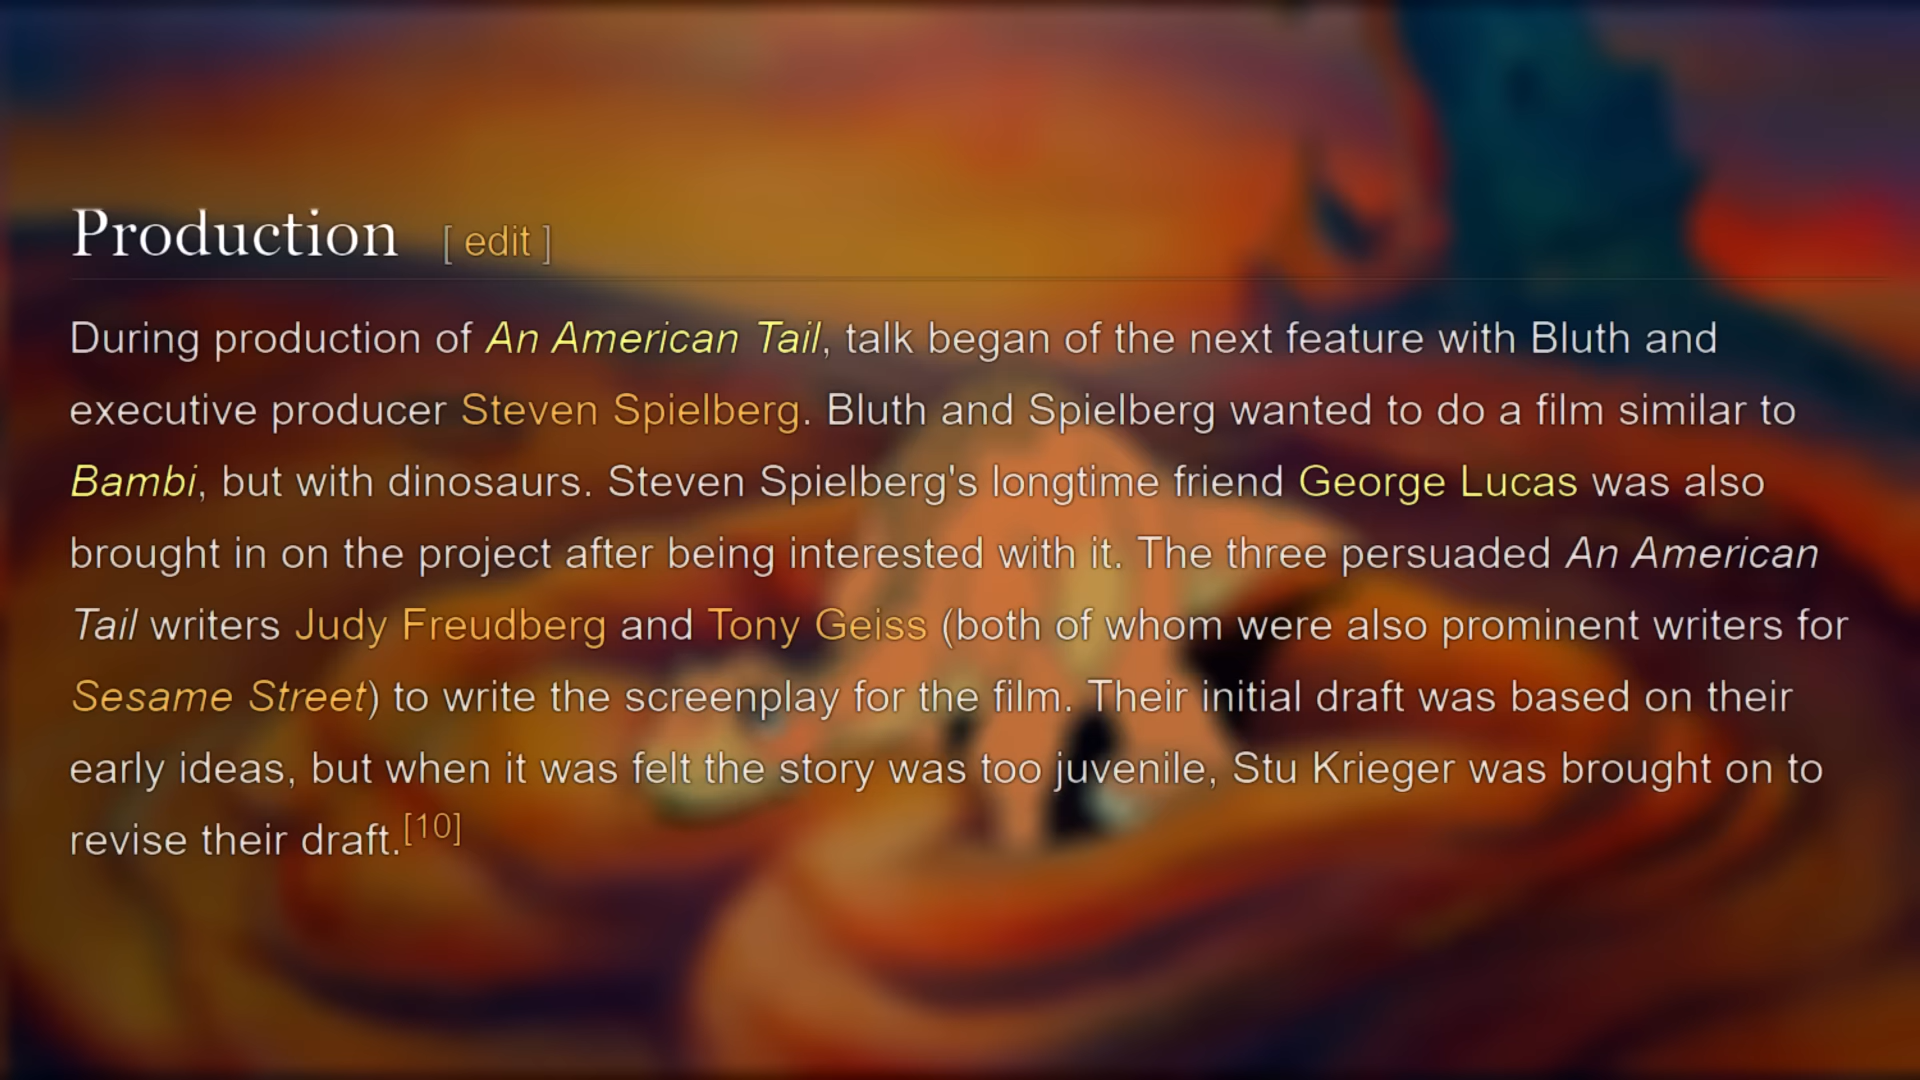 Production [ edit ]
During production of An American Tail, talk began of the next feature with Bluth and
executive producer Steven Spielberg. Bluth and Spielberg wanted to do a film similar to
Bambi, but with dinosaurs. Steven Spielberg's longtime friend George Lucas was also
brought in on the project after being interested with it. The three persuaded An American
Tail writers Judy Freudberg and Tony Geiss (both of whom were also prominent writers for
Sesame Street) to write the screenplay for the film. Their initial draft was based on their
early ideas, but when it was felt the story was too juvenile, Stu Krieger was brought on to
revise their draft.[10]